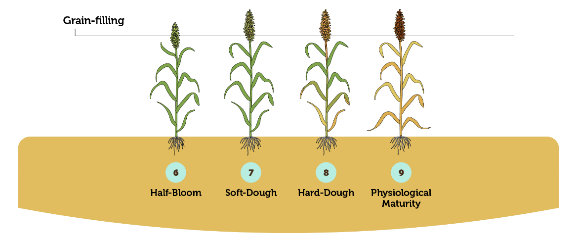 Grain-filling
6
7
8
9
Half-Bloom
Soft-Dough
Hard-Dough
Physiological
Maturity